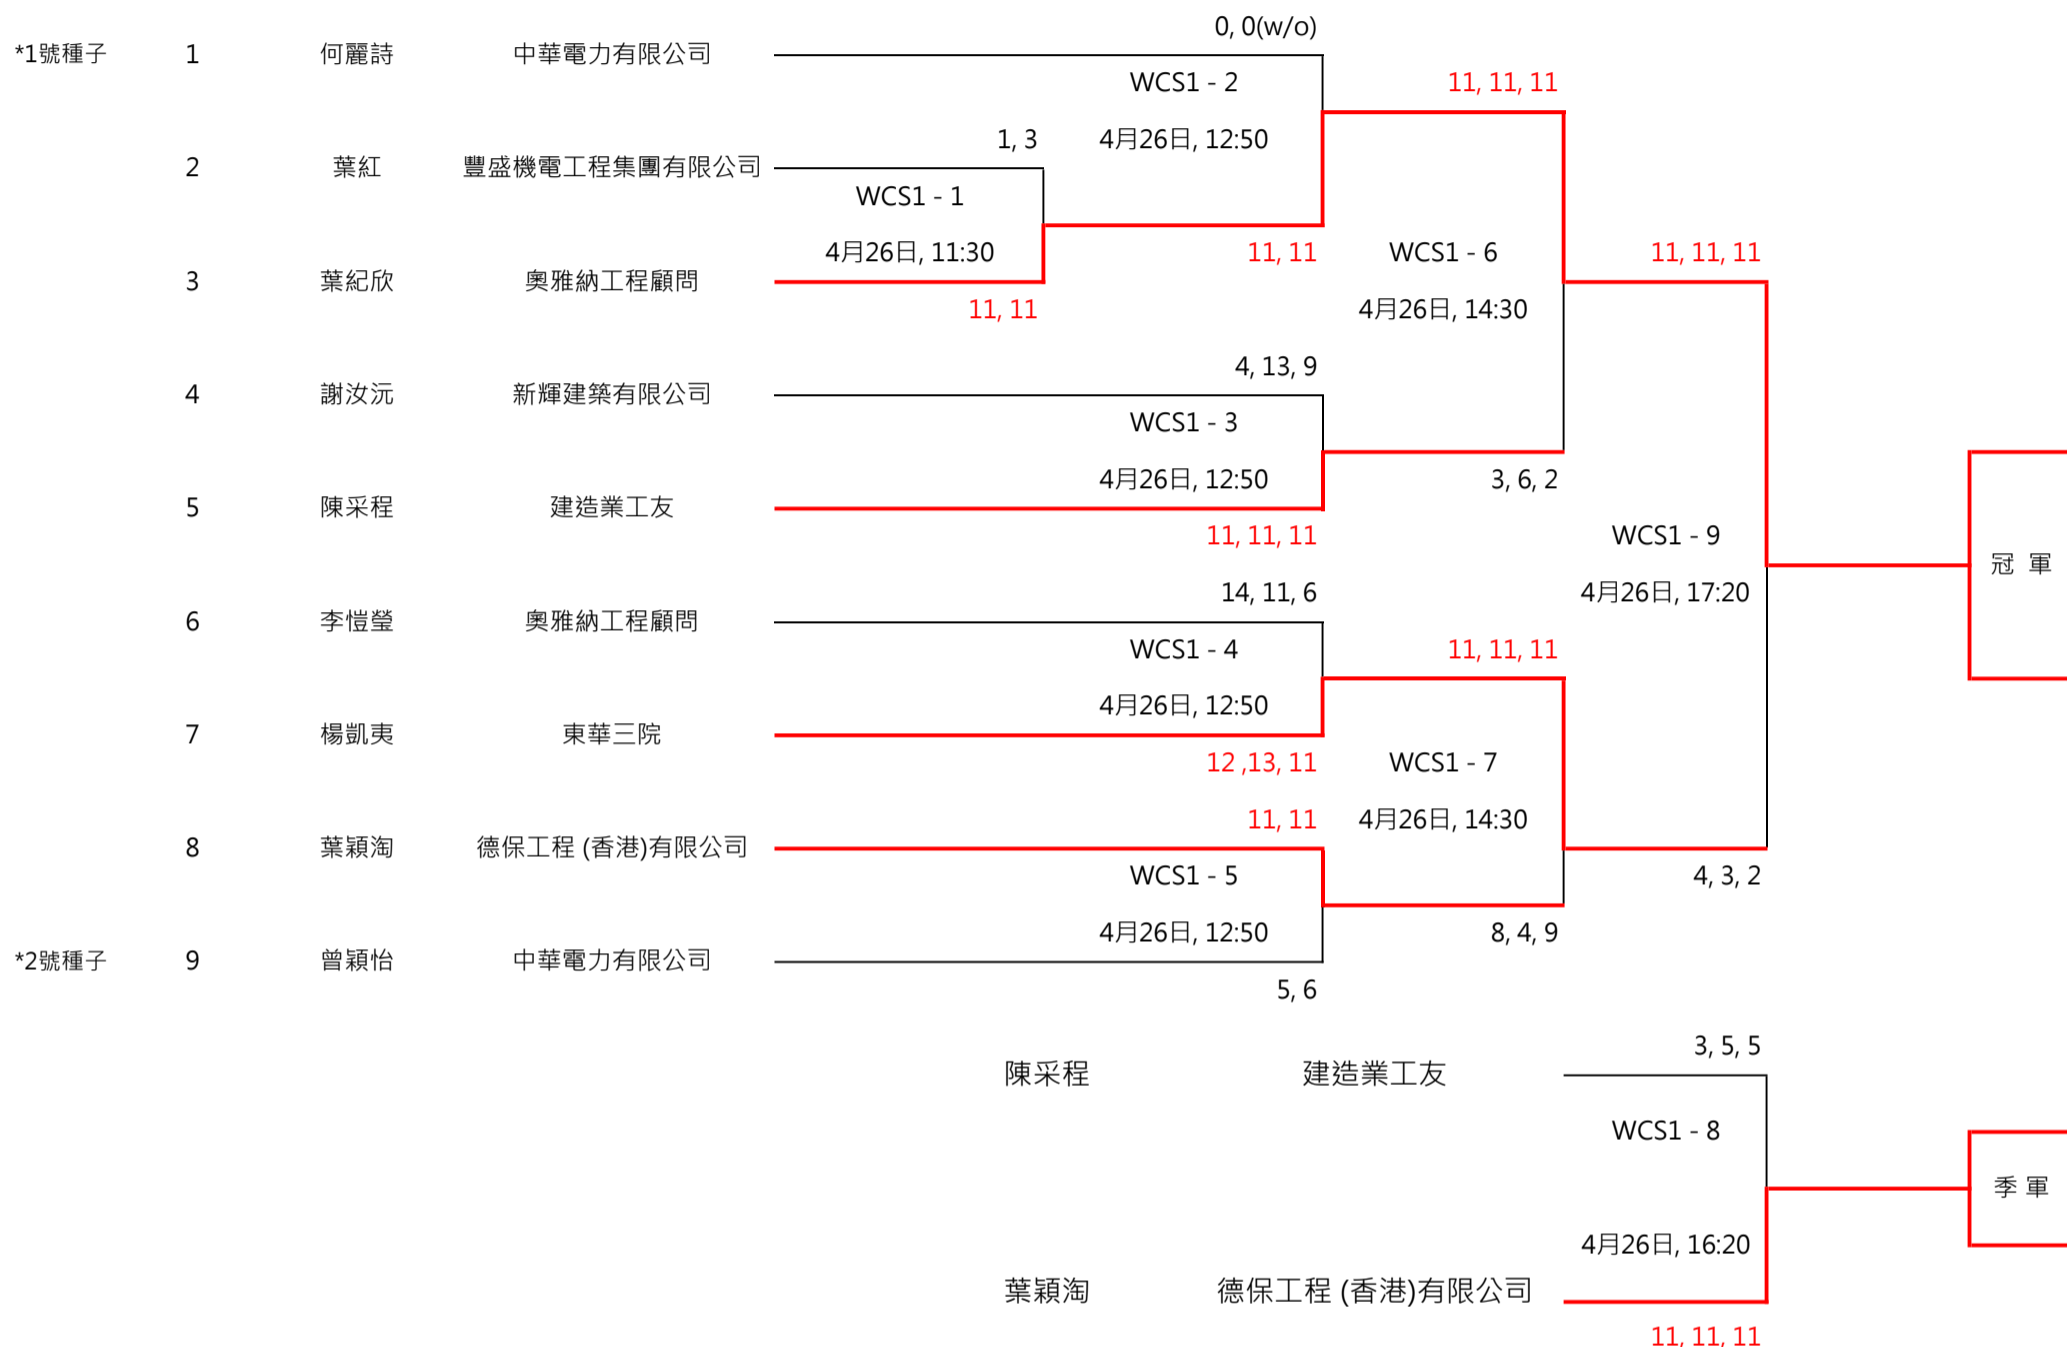 0, 0(w/o)
*1號種子 1 何麗詩 中華電力有限公司
WCS1 - 2 11, 11, 11
1, 3 4月26日, 12:50
2 葉紅 豐盛機電工程集團有限公司
WCS1 - 1
4月26日, 11:30 11, 11 WCS1 - 6 11, 11, 11
3 葉紀欣 奧雅納工程顧問
11, 11 4月26日, 14:30
4, 13, 9
4 謝汝沅 新輝建築有限公司
WCS1 - 3
4月26日, 12:50 3, 6, 2
5 陳采程 建造業工友
11, 11, 11 WCS1 - 9
冠 軍
14, 11, 6 4月26日, 17:20
6 李愷瑩 奧雅納工程顧問
WCS1 - 4 11, 11, 11
4月26日, 12:50
7 楊凱夷 東華三院
12 ,13, 11 WCS1 - 7
11, 11 4月26日, 14:30
8 葉穎淘 德保工程 (香港)有限公司
WCS1 - 5 4, 3, 2
4月26日, 12:50 8, 4, 9
*2號種子 9 曾穎怡 中華電力有限公司
5, 6
3, 5, 5
陳采程 建造業工友
WCS1 - 8
季 軍
4月26日, 16:20
葉穎淘 德保工程 (香港)有限公司
11, 11, 11